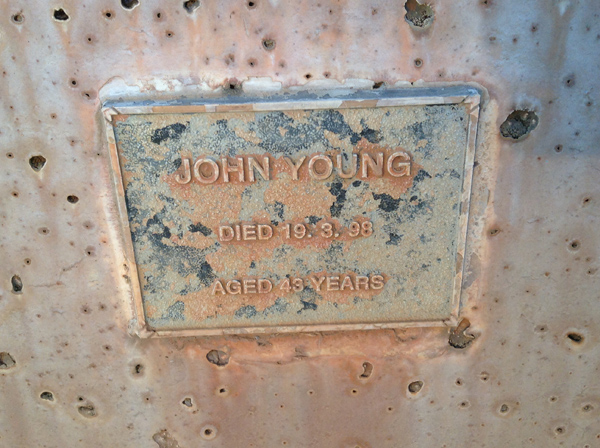 JOHN YOUNG
DIED 19. 3. 98
AGED 43 YEARS